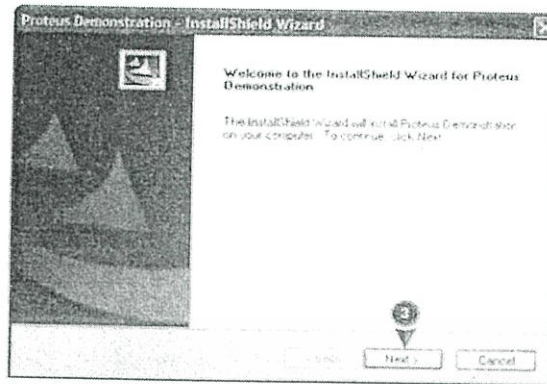 Proteus Demonstration - InstallShield Wizard
Welcome to the InstallShield Wizard for Proteus
Demonstration
The InstallShield Wizard will install Proteus Demonstration
on your computer. To continue, click Next
3
Next >
Cancel